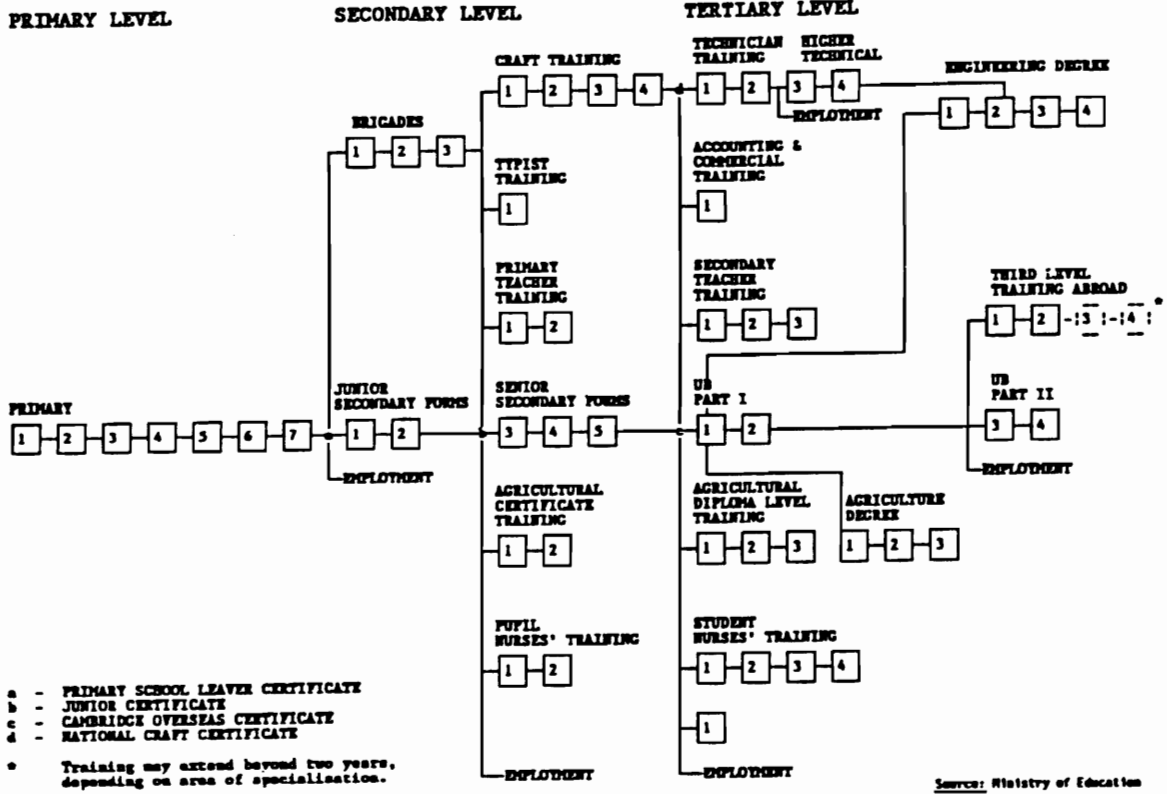 PRIMARY LEVEL
SECONDARY LEVEL
TERTIARY LEVEL
CRAFT TRAINING
1 2 3 4
TECHNICIAN
TRAINING
1 2
HIGHER
TECHNICAL
3 4
EMPLOYMENT
ENGINEERING DEGREE
1 2 3 4
BRIGADES
1 2 3
TYPIST
TRAINING
1
ACCOUNTING &
COMMERCIAL
TRAINING
1
PRIMARY
TEACHER
TRAINING
1 2
SECONDARY
TEACHER
TRAINING
1 2 3
THIRD LEVEL
TRAINING ABROAD
1 2 3 4 *
PRIMARY
1 2 3 4 5 6 7
JUNIOR
SECONDARY FORMS
1 2
EMPLOYMENT
SENIOR
SECONDARY FORMS
3 4 5
UB
PART I
1 2
UB
PART II
3 4
EMPLOYMENT
AGRICULTURAL
CERTIFICATE
TRAINING
1 2
AGRICULTURAL
DIPLOMA LEVEL
TRAINING
1 2 3
AGRICULTURE
DEGREE
1 2 3
PUPIL
NURSES' TRAINING
1 2
STUDENT
NURSES' TRAINING
1 2 3 4
1
EMPLOYMENT
EMPLOYMENT
a - PRIMARY SCHOOL LEAVER CERTIFICATE
b - JUNIOR CERTIFICATE
c - CAMBRIDGE OVERSEAS CERTIFICATE
d - NATIONAL CRAFT CERTIFICATE
* Training may extend beyond two years,
depending on area of specialisation.
Source: Ministry of Education